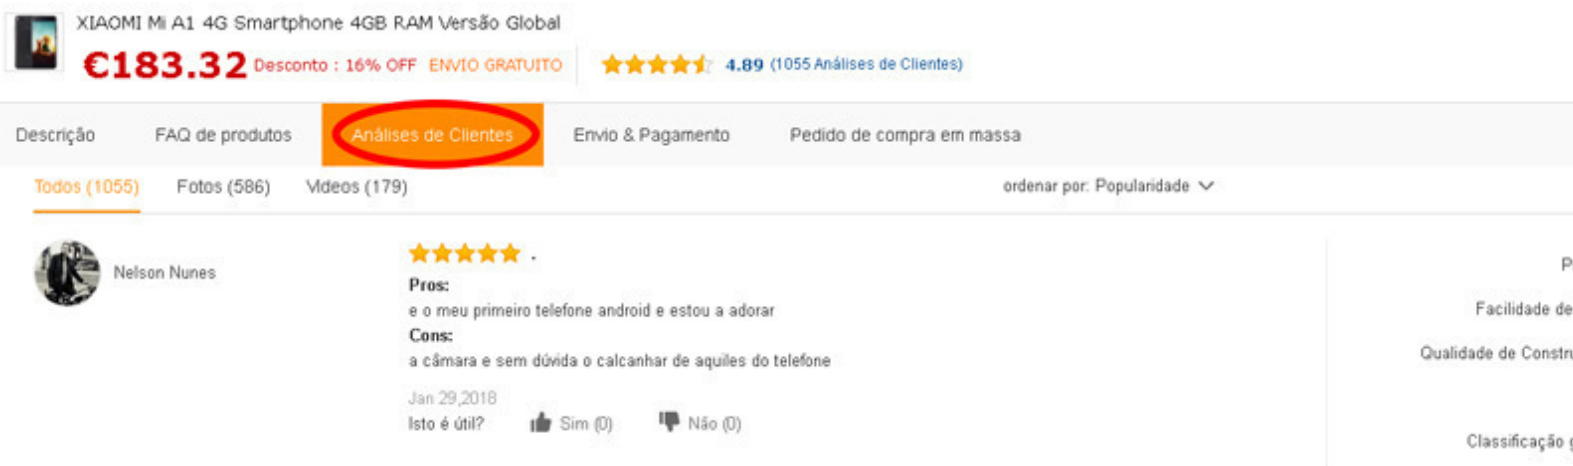 XIAOMI Mi A1 4G Smartphone 4GB RAM Versão Global
€183.32 Desconto : 16% OFF ENVIO GRATUITO 4.89 (1055 Análises de Clientes)
Descrição FAQ de produtos Análises de Clientes Envio & Pagamento Pedido de compra em massa
Todos (1055) Fotos (586) Videos (179) ordenar por: Popularidade
Nelson Nunes
.
Pros:
e o meu primeiro telefone android e estou a adorar
Cons:
a câmara e sem dúvida o calcanhar de aquiles do telefone
Jan 29,2018
Isto é útil? Sim (0) Não (0)
Facilidade de
Qualidade de Constru
Classificação g